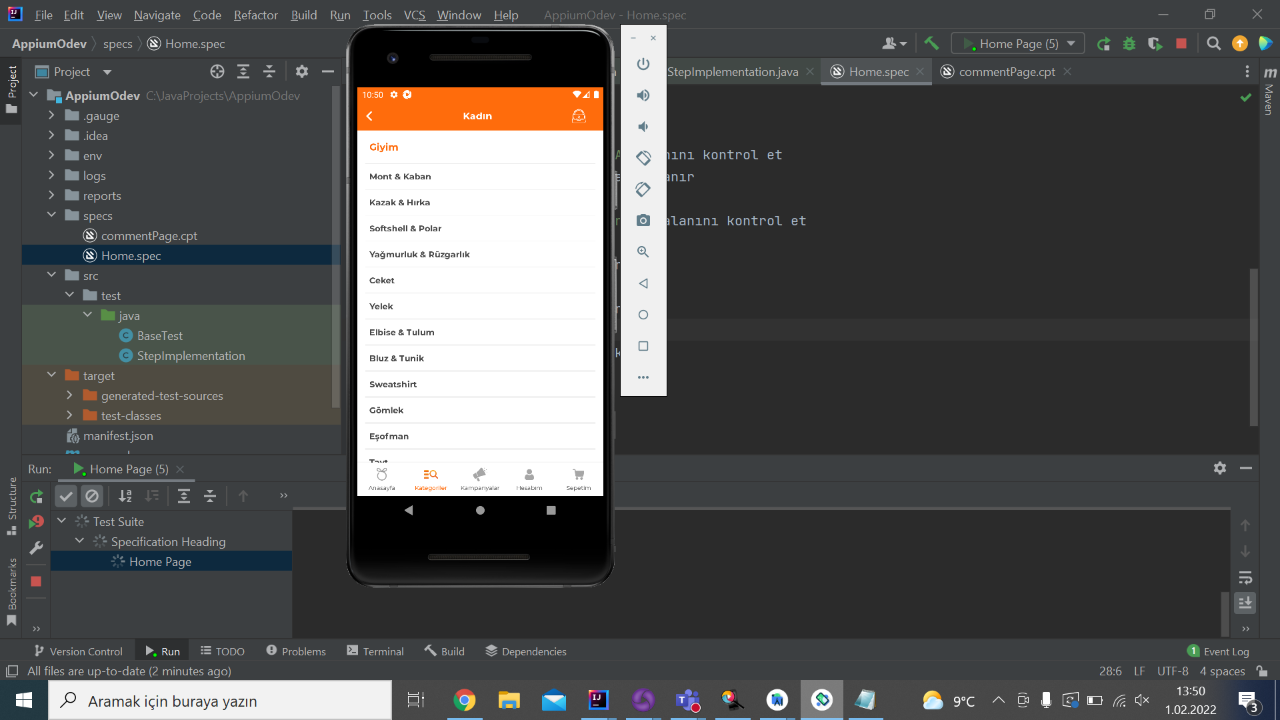 File Edit View Navigate Code Refactor Build Run Tools VCS Window Help AppiumOdev - Home.spec
AppiumOdev specs Home.spec
Home Page (5)
Project
Project
StepImplementation.java
Home.spec
commentPage.cpt
Maven
AppiumOdev C:\JavaProjects\AppiumOdev
.gauge
.idea
env
logs
reports
specs
commentPage.cpt
Home.spec
src
test
java
BaseTest
StepImplementation
target
generated-test-sources
test-classes
manifest.json
alanını kontrol et
10:50
Kadın
Giyim
Mont & Kaban
Kazak & Hırka
Softshell & Polar
Yağmurluk & Rüzgarlık
Ceket
Yelek
Elbise & Tulum
Bluz & Tunik
Sweatshirt
Gömlek
Eşofman
Tayt
Anasayfa Kategoriler Kampanyalar Hesabım Sepetim
Run: Home Page (5)
Structure
Bookmarks
Test Suite
Specification Heading
Home Page
Version Control Run TODO Problems Terminal Build Dependencies 1 Event Log
All files are up-to-date (2 minutes ago) 28:6 LF UTF-8 4 spaces
Aramak için buraya yazın
9°C
13:50
1.02.2022
3